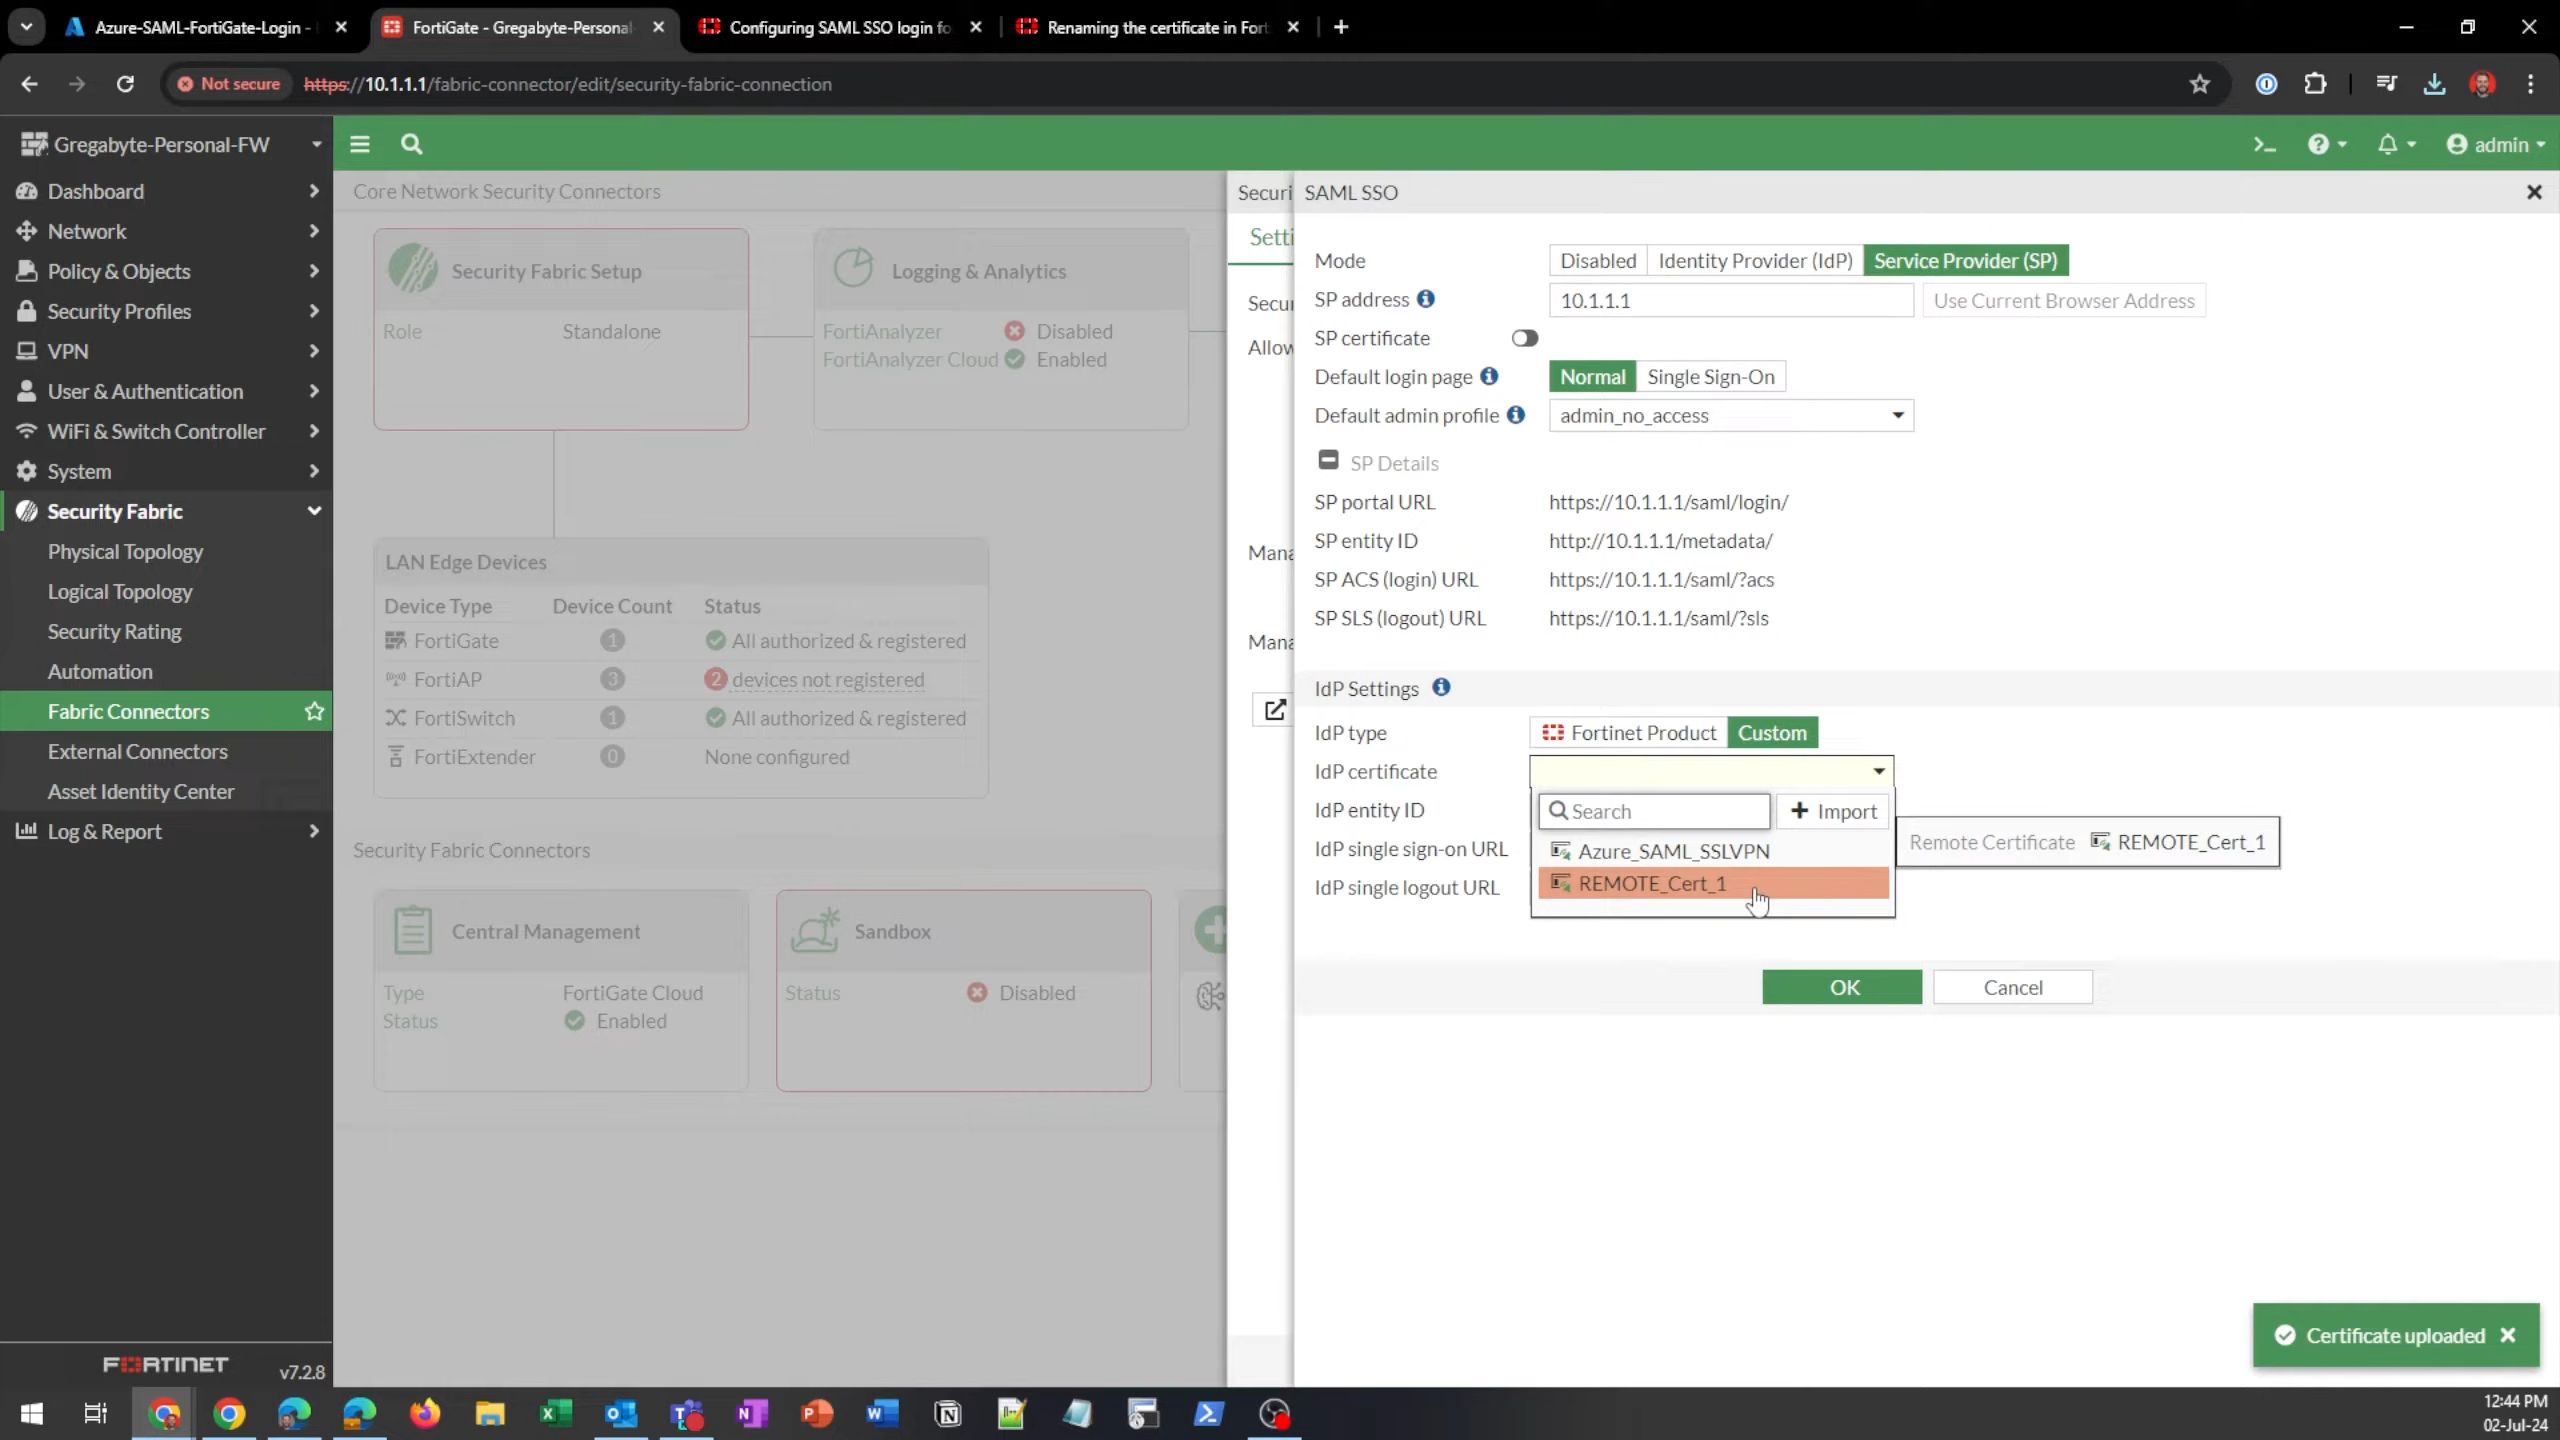 Azure-SAML-FortiGate-Login -
FortiGate - Gregabyte-Personal-
Configuring SAML SSO login fo
Renaming the certificate in Fort
Not secure
https://10.1.1.1/fabric-connector/edit/security-fabric-connection
Gregabyte-Personal-FW
admin
Dashboard
Network
Policy & Objects
Security Profiles
VPN
User & Authentication
WiFi & Switch Controller
System
Security Fabric
Physical Topology
Logical Topology
Security Rating
Automation
Fabric Connectors
External Connectors
Asset Identity Center
Log & Report
FORTINET
v7.2.8
Core Network Security Connectors
Security Fabric Setup
Role Standalone
Logging & Analytics
FortiAnalyzer Disabled
FortiAnalyzer Cloud Enabled
LAN Edge Devices
Device Type Device Count Status
FortiGate 1 All authorized & registered
FortiAP 3 2 devices not registered
FortiSwitch 1 All authorized & registered
FortiExtender 0 None configured
Security Fabric Connectors
Central Management
Type FortiGate Cloud
Status Enabled
Sandbox
Status Disabled
Securi
Setti
Secur
Allow
Mana
Mana
SAML SSO
Mode Disabled Identity Provider (IdP) Service Provider (SP)
SP address 10.1.1.1 Use Current Browser Address
SP certificate
Default login page Normal Single Sign-On
Default admin profile admin_no_access
SP Details
SP portal URL https://10.1.1.1/saml/login/
SP entity ID http://10.1.1.1/metadata/
SP ACS (login) URL https://10.1.1.1/saml/?acs
SP SLS (logout) URL https://10.1.1.1/saml/?sls
IdP Settings
IdP type Fortinet Product Custom
IdP certificate
IdP entity ID
IdP single sign-on URL
IdP single logout URL
Search Import
Azure_SAML_SSLVPN
REMOTE_Cert_1
Remote Certificate REMOTE_Cert_1
OK Cancel
Certificate uploaded
12:44 PM
02-Jul-24